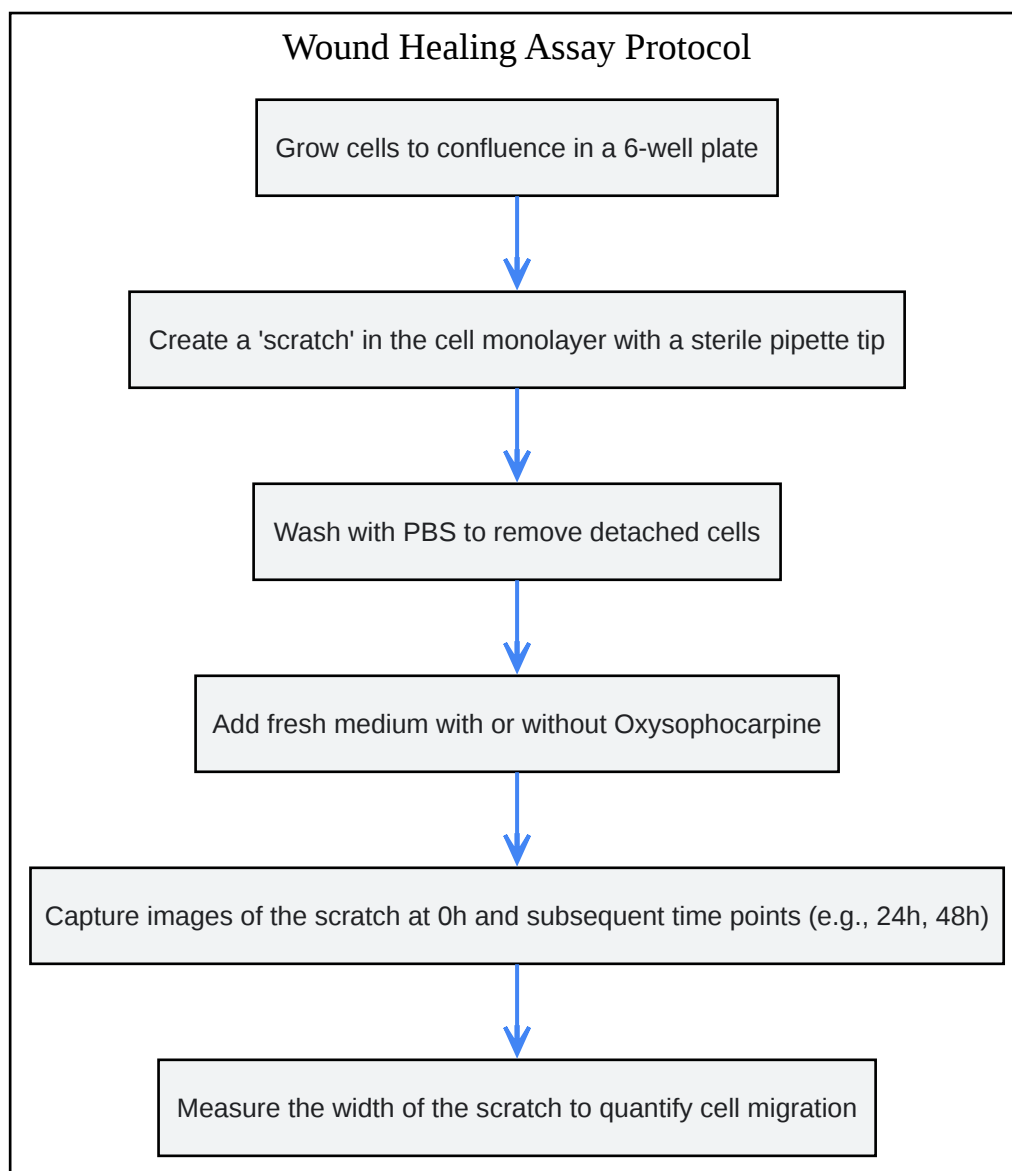 Wound Healing Assay Protocol
Grow cells to confluence in a 6-well plate
Create a 'scratch' in the cell monolayer with a sterile pipette tip
Wash with PBS to remove detached cells
Add fresh medium with or without Oxysophocarpine
Capture images of the scratch at 0h and subsequent time points (e.g., 24h, 48h)
Measure the width of the scratch to quantify cell migration